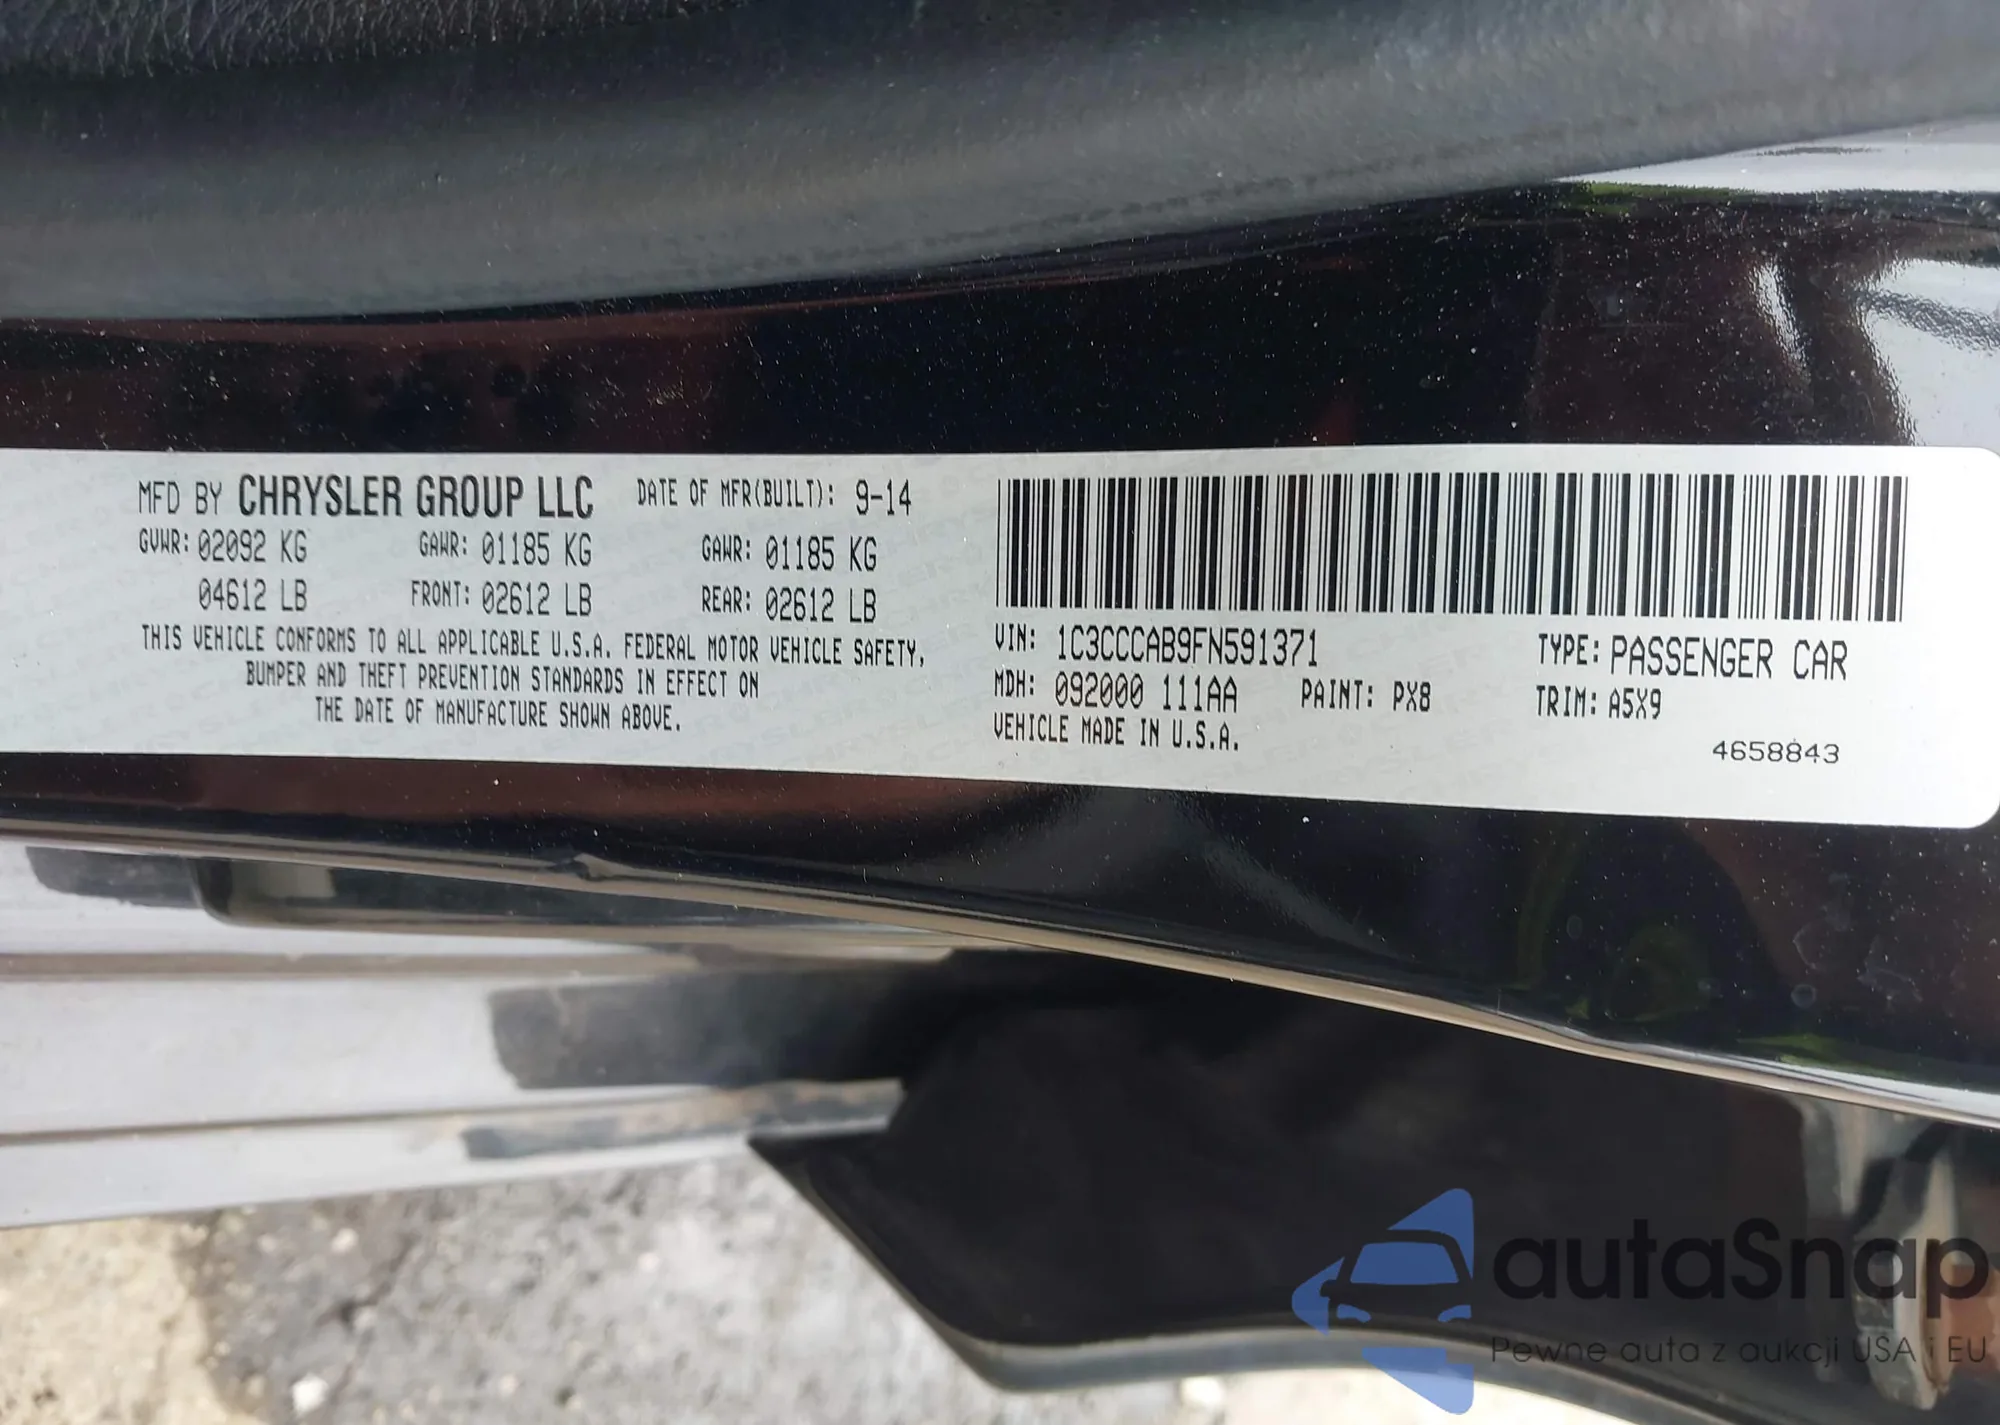 MFD BY CHRYSLER GROUP LLC DATE OF MFR(BUILT): 9-14
GVWR: 02092 KG GAWR: 01185 KG GAWR: 01185 KG
04612 LB FRONT: 02612 LB REAR: 02612 LB
THIS VEHICLE CONFORMS TO ALL APPLICABLE U.S.A. FEDERAL MOTOR VEHICLE SAFETY,
BUMPER AND THEFT PREVENTION STANDARDS IN EFFECT ON
THE DATE OF MANUFACTURE SHOWN ABOVE.
VIN: 1C3CCCAB9FN591371 TYPE: PASSENGER CAR
MDH: 092000 111AA PAINT: PX8 TRIM: A5X9
VEHICLE MADE IN U.S.A.
4658843
autaSnap
Pewne auta z aukcji USA i EU